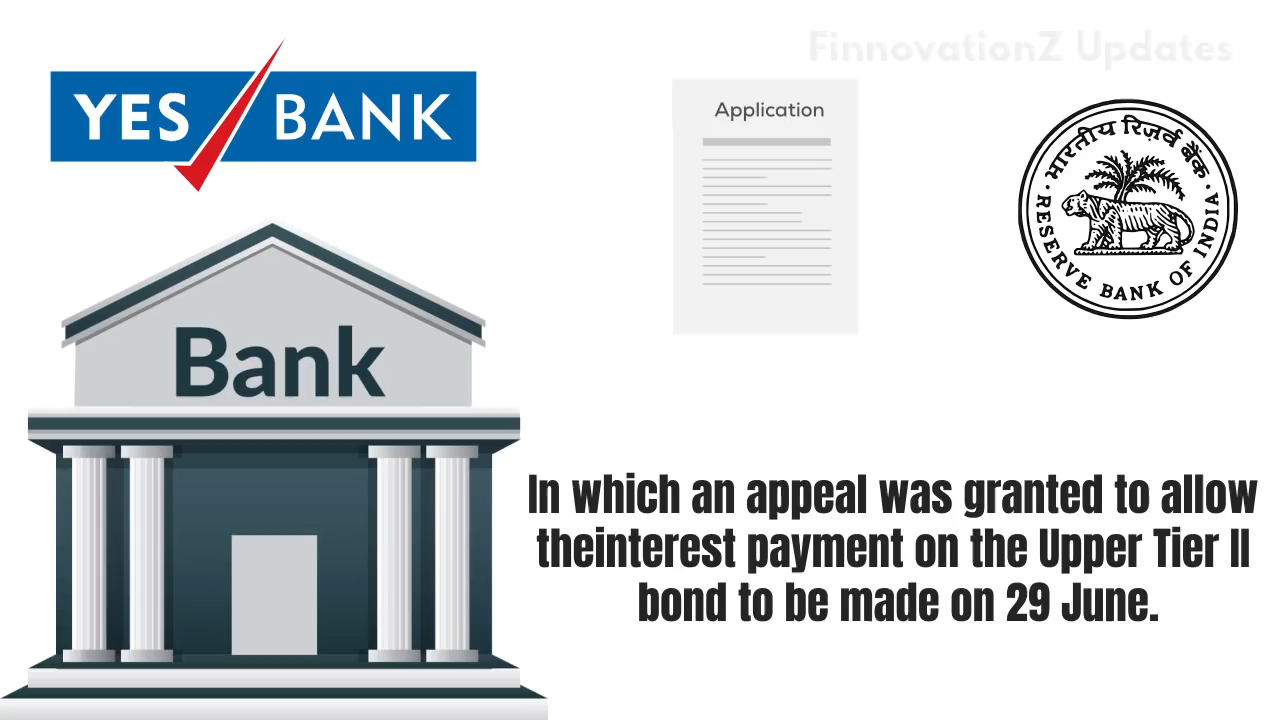 FinnovationZ Updates
YES BANK
Application
भारतीय रिज़र्व बैंक
RESERVE BANK OF INDIA
Bank
In which an appeal was granted to allow
theinterest payment on the Upper Tier II
bond to be made on 29 June.